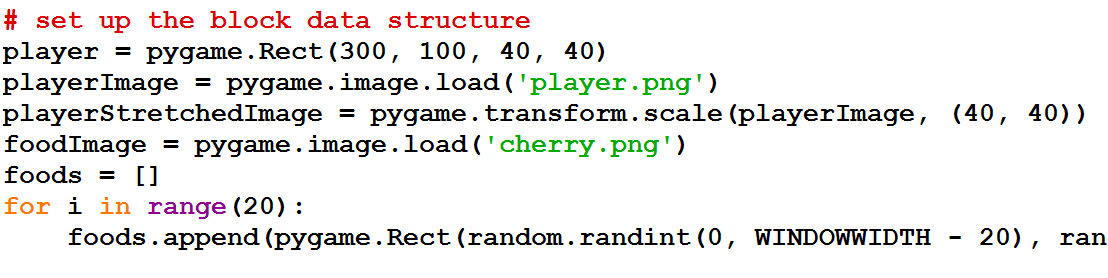 # set up the block data structure
player = pygame.Rect(300, 100, 40, 40)
playerImage = pygame.image.load('player.png')
playerStretchedImage = pygame.transform.scale(playerImage, (40, 40))
foodImage = pygame.image.load('cherry.png')
foods = []
for i in range(20):
    foods.append(pygame.Rect(random.randint(0, WINDOWWIDTH - 20), ran